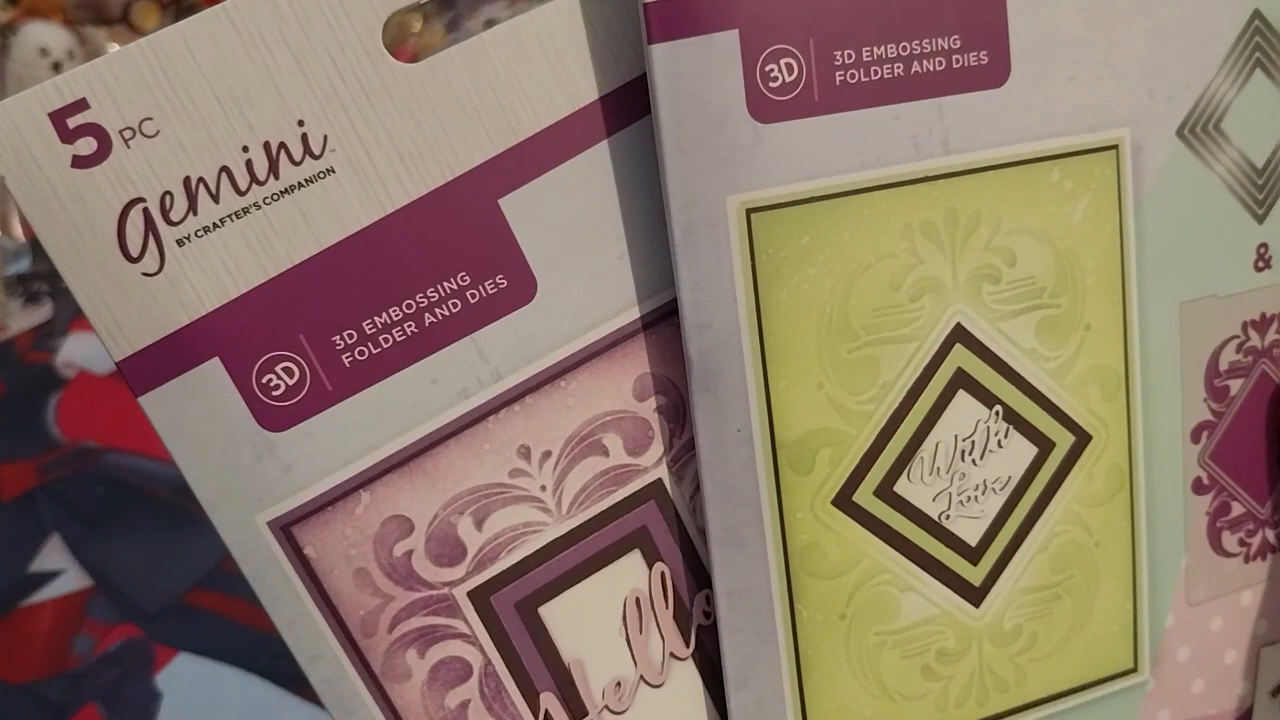 5 PC
gemini
BY CRAFTER'S COMPANION
3D
3D EMBOSSING
FOLDER AND DIES
Hello
3D
3D EMBOSSING
FOLDER AND DIES
With
Love
&